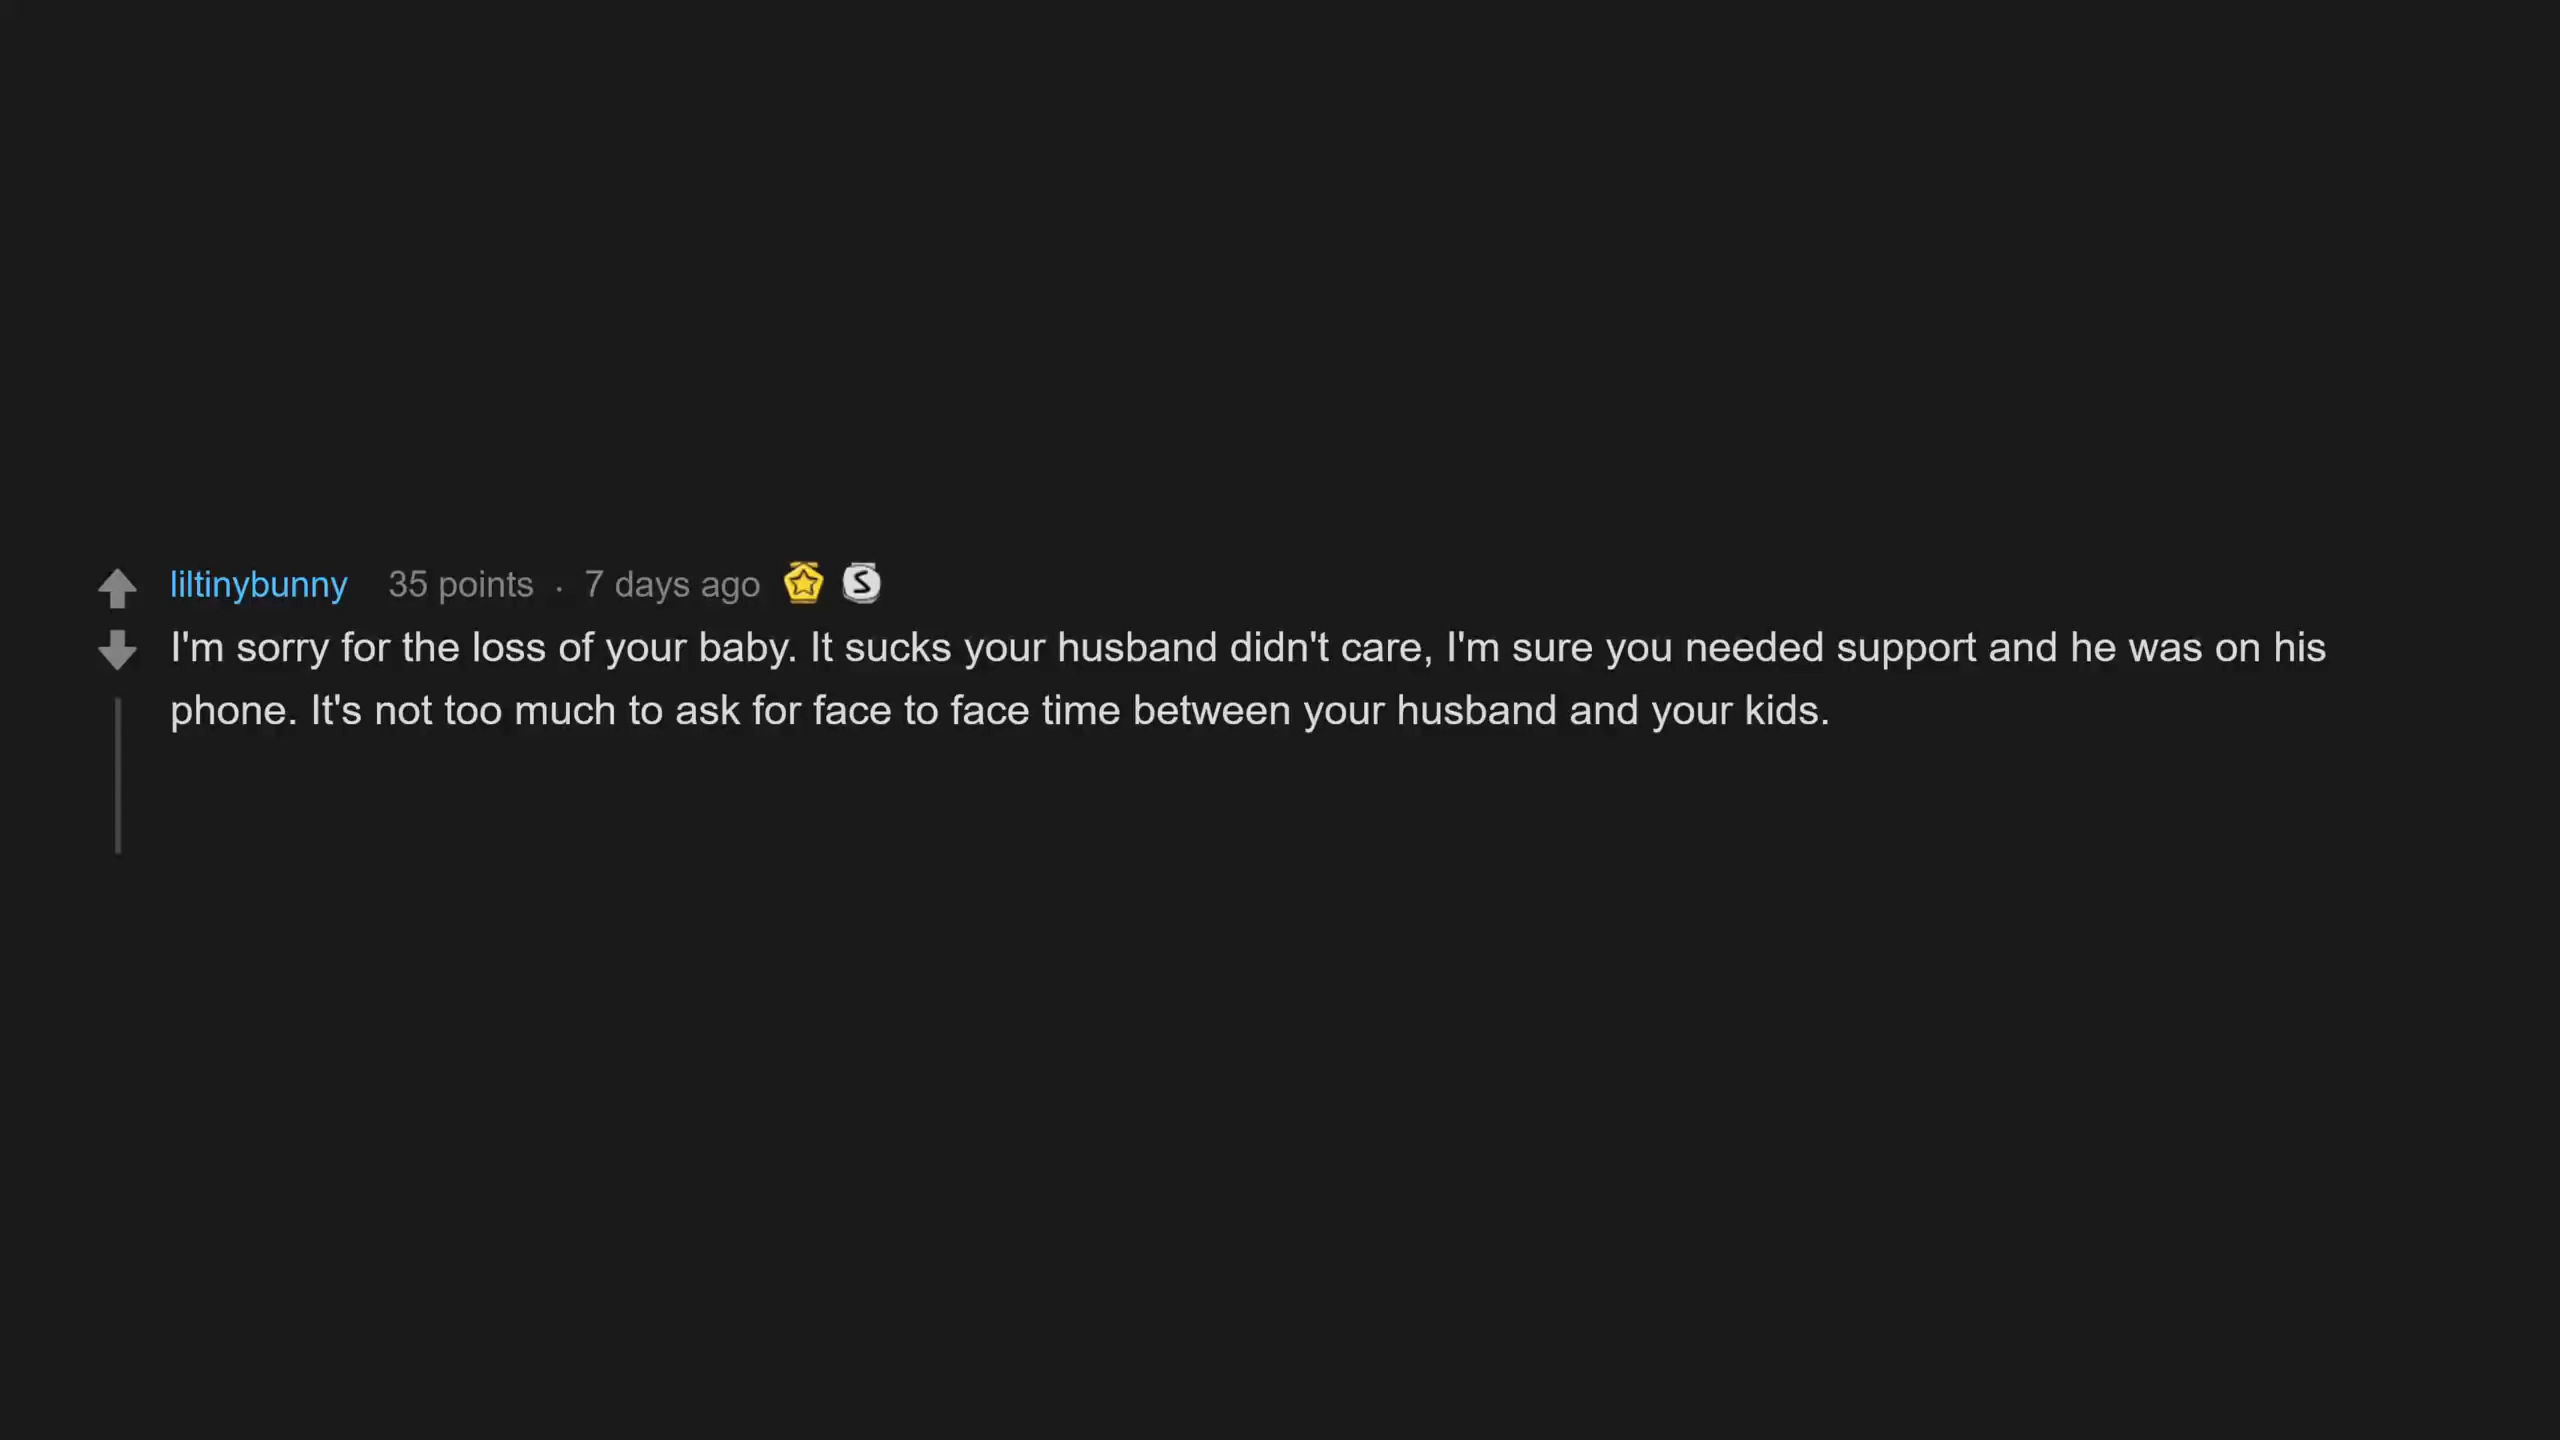 liltinybunny 35 points · 7 days ago S
I'm sorry for the loss of your baby. It sucks your husband didn't care, I'm sure you needed support and he was on his
phone. It's not too much to ask for face to face time between your husband and your kids.